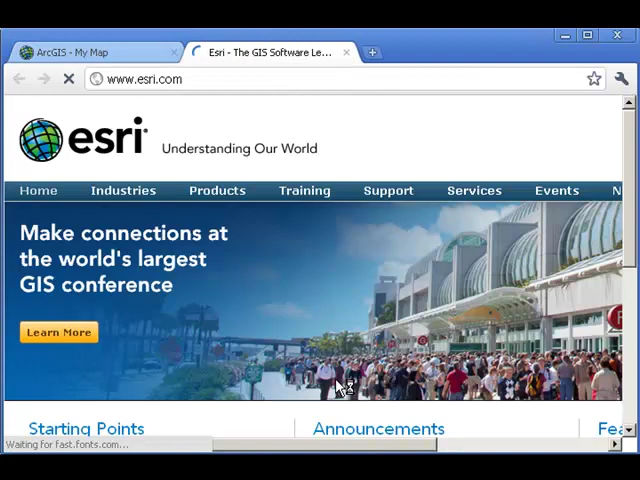 ArcGIS - My Map
Esri - The GIS Software Le...
www.esri.com
esri
Understanding Our World
Home Industries Products Training Support Services Events N
Make connections at
the world's largest
GIS conference
Learn More
Starting Points Announcements Fea
Waiting for fast.fonts.com...